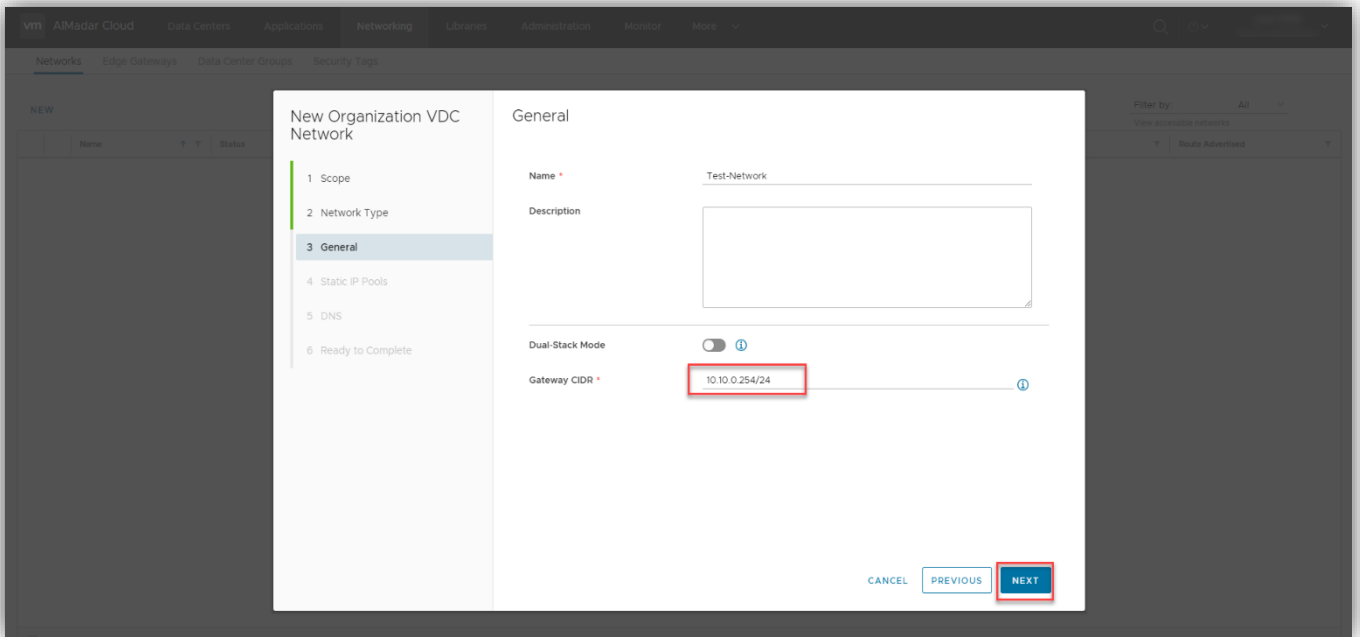 vm AlMadar Cloud Data Centers Applications Networking Libraries Administration Monitor More
Networks Edge Gateways Data Center Groups Security Tags
NEW
Filter by: All
View accessible networks
Name Status Route Advertised
New Organization VDC
Network
1 Scope
2 Network Type
3 General
4 Static IP Pools
5 DNS
6 Ready to Complete
General
Name * Test-Network
Description
Dual-Stack Mode
Gateway CIDR * 10.10.0.254/24
CANCEL PREVIOUS NEXT